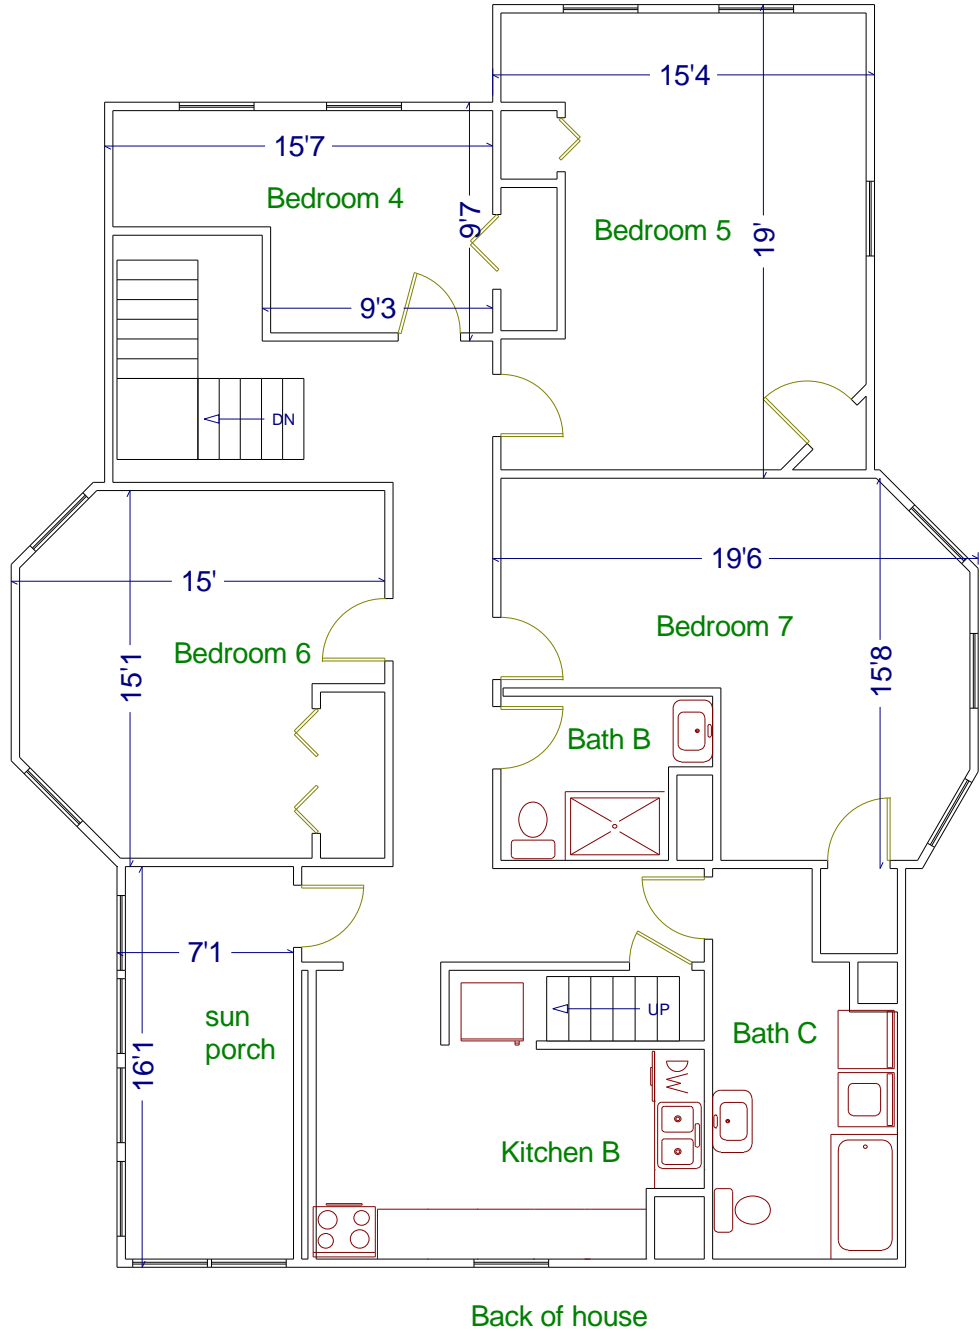 15'4
15'7
Bedroom 4
9'7
Bedroom 5
19'
9'3
DN
19'6
15'
Bedroom 7
Bedroom 6
15'1
15'8
Bath B
7'1
sun
porch
16'1
UP
Bath C
DW
Kitchen B
Back of house